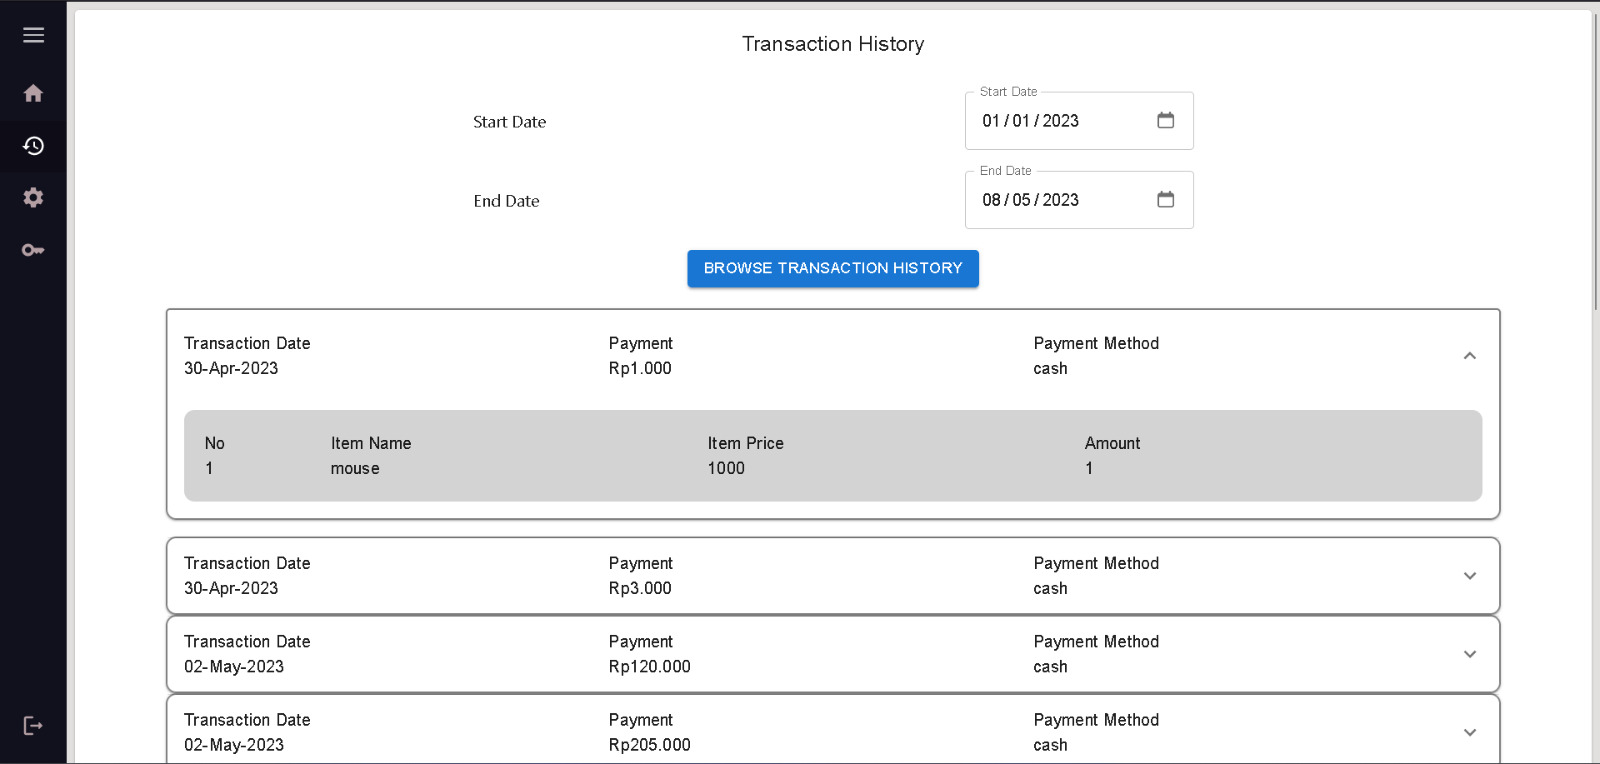 Transaction History
Start Date
Start Date
01 / 01 / 2023
End Date
End Date
08 / 05 / 2023
BROWSE TRANSACTION HISTORY
Transaction Date Payment Payment Method
30-Apr-2023 Rp1.000 cash
No Item Name Item Price Amount
1 mouse 1000 1
Transaction Date Payment Payment Method
30-Apr-2023 Rp3.000 cash
Transaction Date Payment Payment Method
02-May-2023 Rp120.000 cash
Transaction Date Payment Payment Method
02-May-2023 Rp205.000 cash